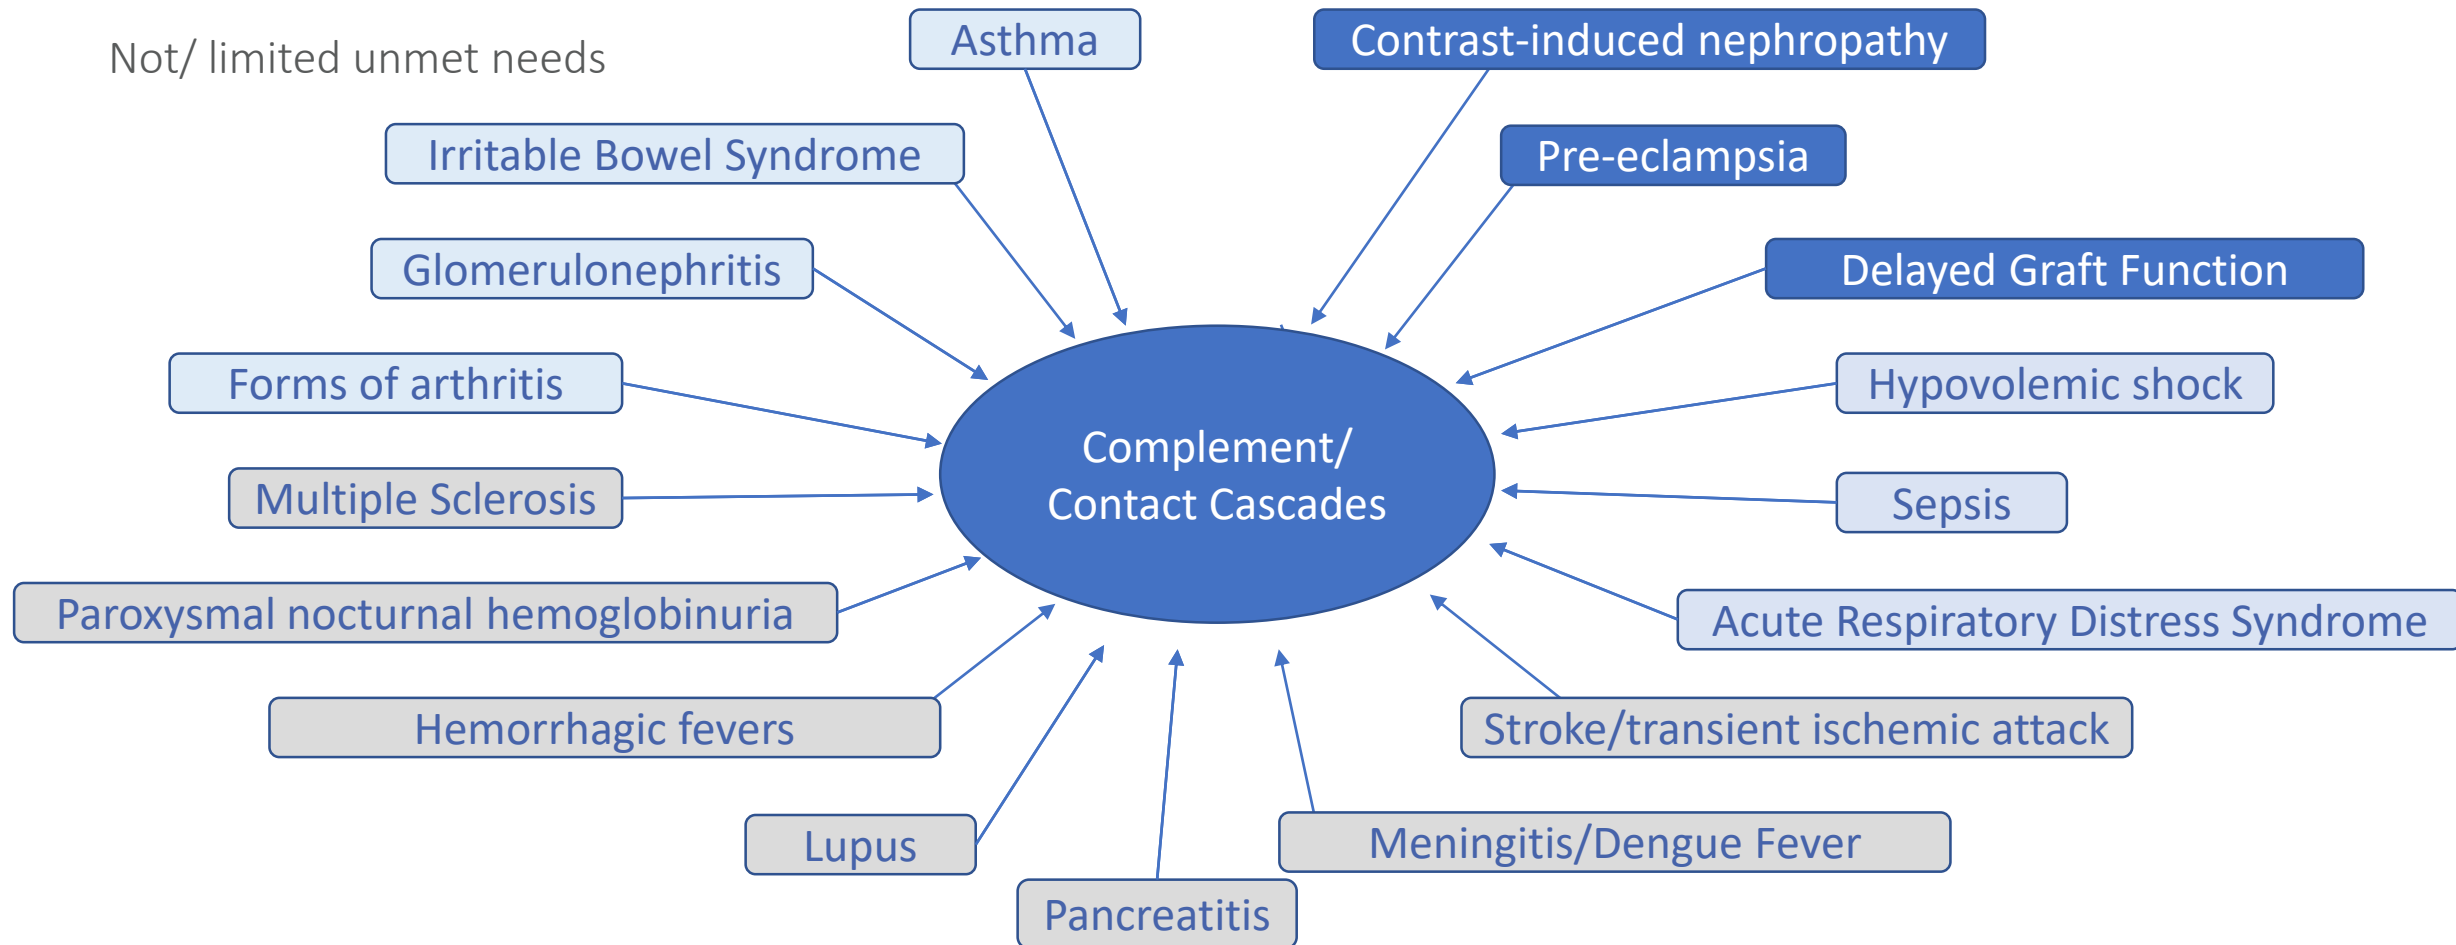 Not/ limited unmet needs
Asthma
Contrast-induced nephropathy
Irritable Bowel Syndrome
Pre-eclampsia
Glomerulonephritis
Delayed Graft Function
Forms of arthritis
Hypovolemic shock
Complement/
Contact Cascades
Multiple Sclerosis
Sepsis
Paroxysmal nocturnal hemoglobinuria
Acute Respiratory Distress Syndrome
Hemorrhagic fevers
Stroke/transient ischemic attack
Lupus
Meningitis/Dengue Fever
Pancreatitis